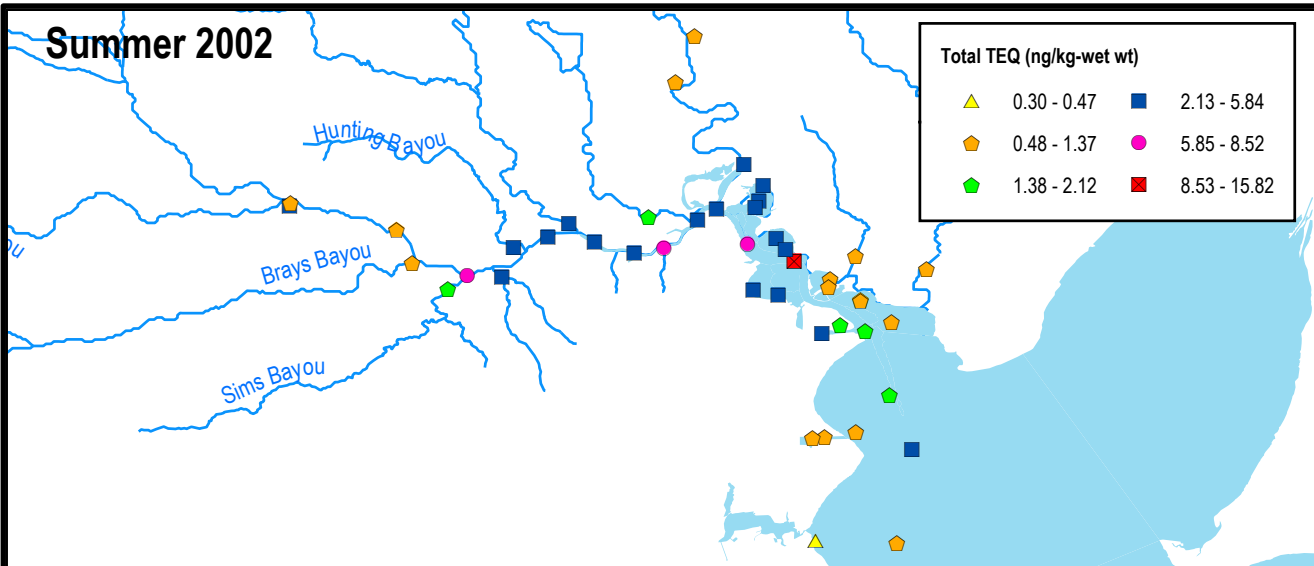 Summer 2002
Total TEQ (ng/kg-wet wt)
0.30 - 0.47
2.13 - 5.84
0.48 - 1.37
5.85 - 8.52
1.38 - 2.12
8.53 - 15.82
Hunting Bayou
ou
Brays Bayou
Sims Bayou